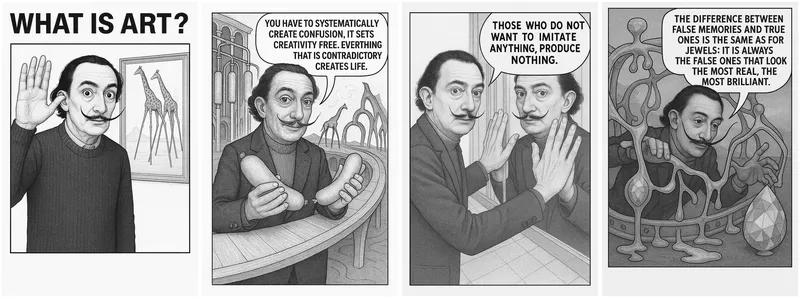 WHAT IS ART?
YOU HAVE TO SYSTEMATICALLY
CREATE CONFUSION, IT SETS
CREATIVITY FREE. EVERTHING
THAT IS CONTRADICTORY
CREATES LIFE.
THOSE WHO DO NOT
WANT TO IMITATE
ANYTHING, PRODUCE
NOTHING.
THE DIFFERENCE BETWEEN
FALSE MEMORIES AND TRUE
ONES IS THE SAME AS FOR
JEWELS: IT IS ALWAYS
THE FALSE ONES THAT LOOK
THE MOST REAL, THE
MOST BRILLIANT.